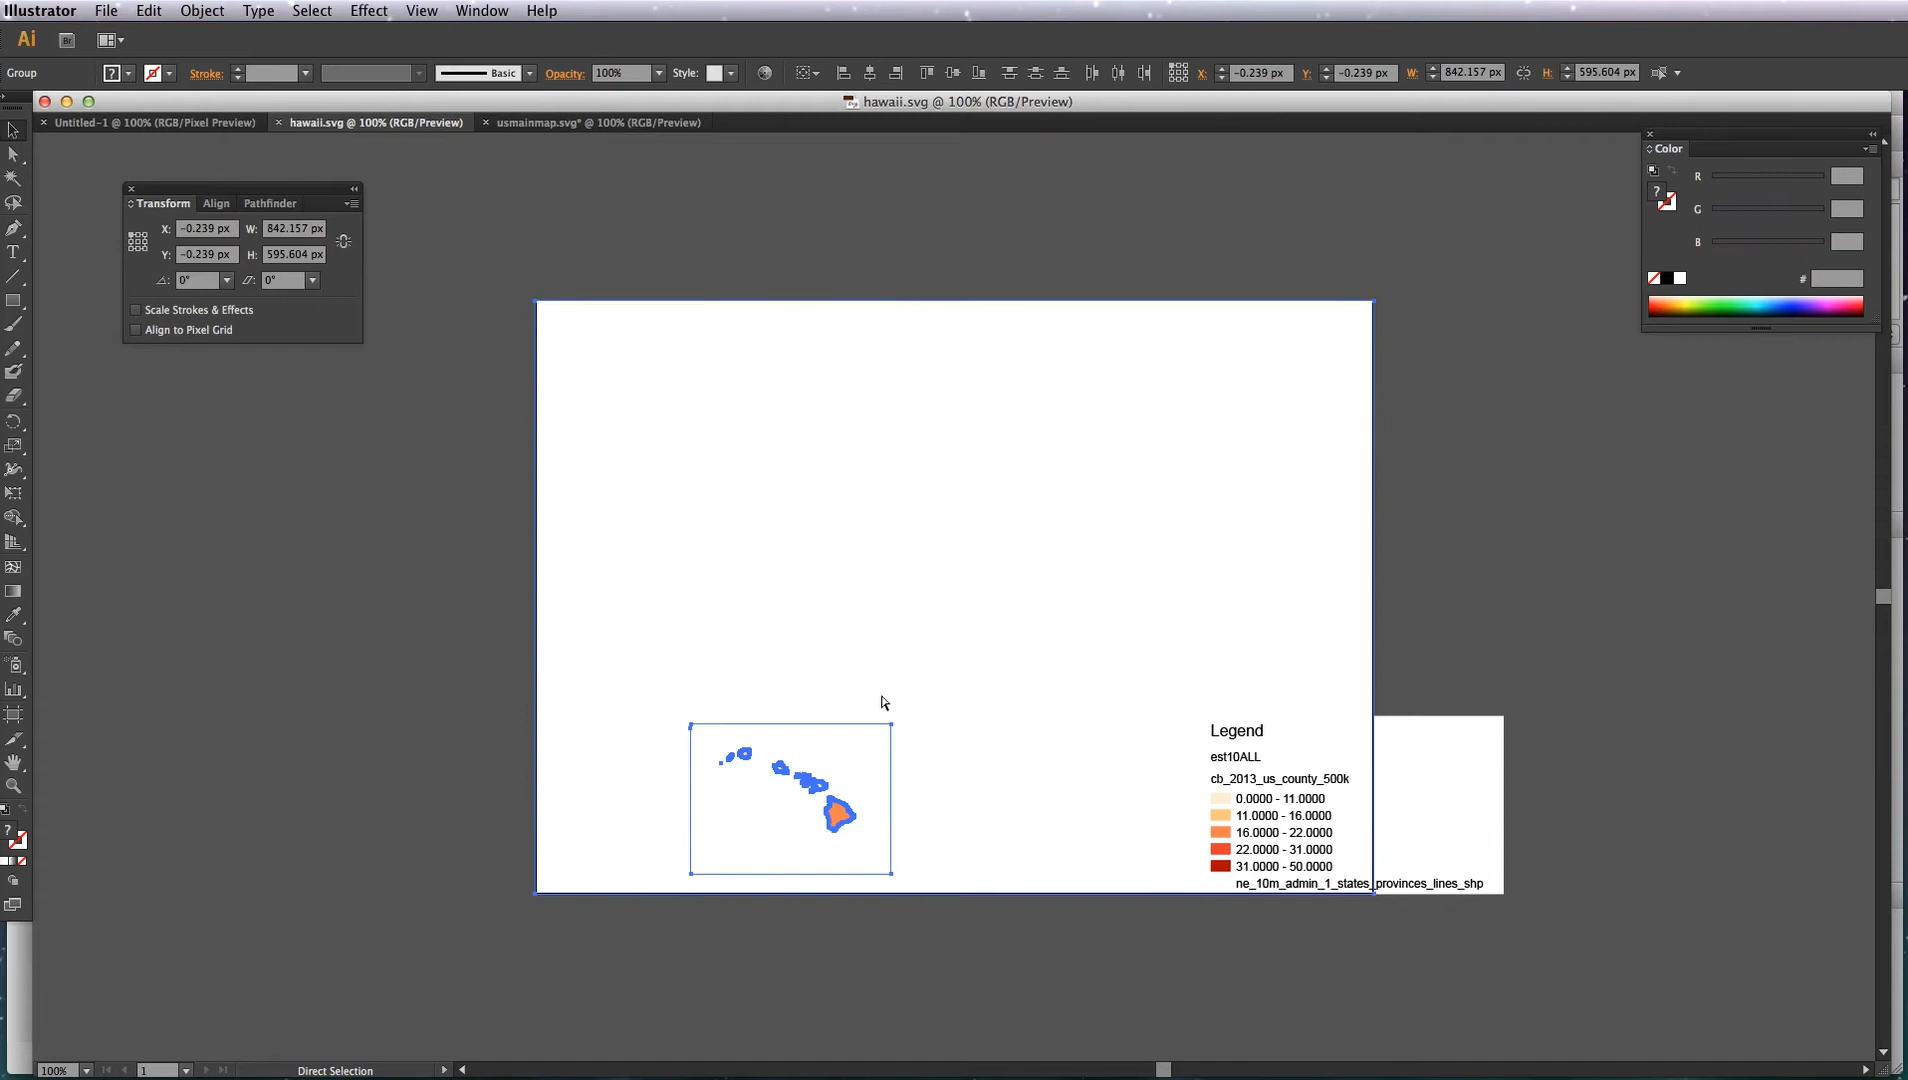 Illustrator File Edit Object Type Select Effect View Window Help
Ai Br
Group ? Stroke: Basic Opacity: 100% Style: X: -0.239 px Y: -0.239 px W: 842.157 px H: 595.604 px
hawaii.svg @ 100% (RGB/Preview)
Untitled-1 @ 100% (RGB/Pixel Preview) hawaii.svg @ 100% (RGB/Preview) usmainmap.svg* @ 100% (RGB/Preview)
Transform Align Pathfinder
X: -0.239 px W: 842.157 px
Y: -0.239 px H: 595.604 px
0° 0°
Scale Strokes & Effects
Align to Pixel Grid
Color
R
?
G
B
#
T
Legend
est10ALL
cb_2013_us_county_500k
0.0000 - 11.0000
11.0000 - 16.0000
16.0000 - 22.0000
22.0000 - 31.0000
31.0000 - 50.0000
ne_10m_admin_1_states_provinces_lines_shp
?
100% 1 Direct Selection